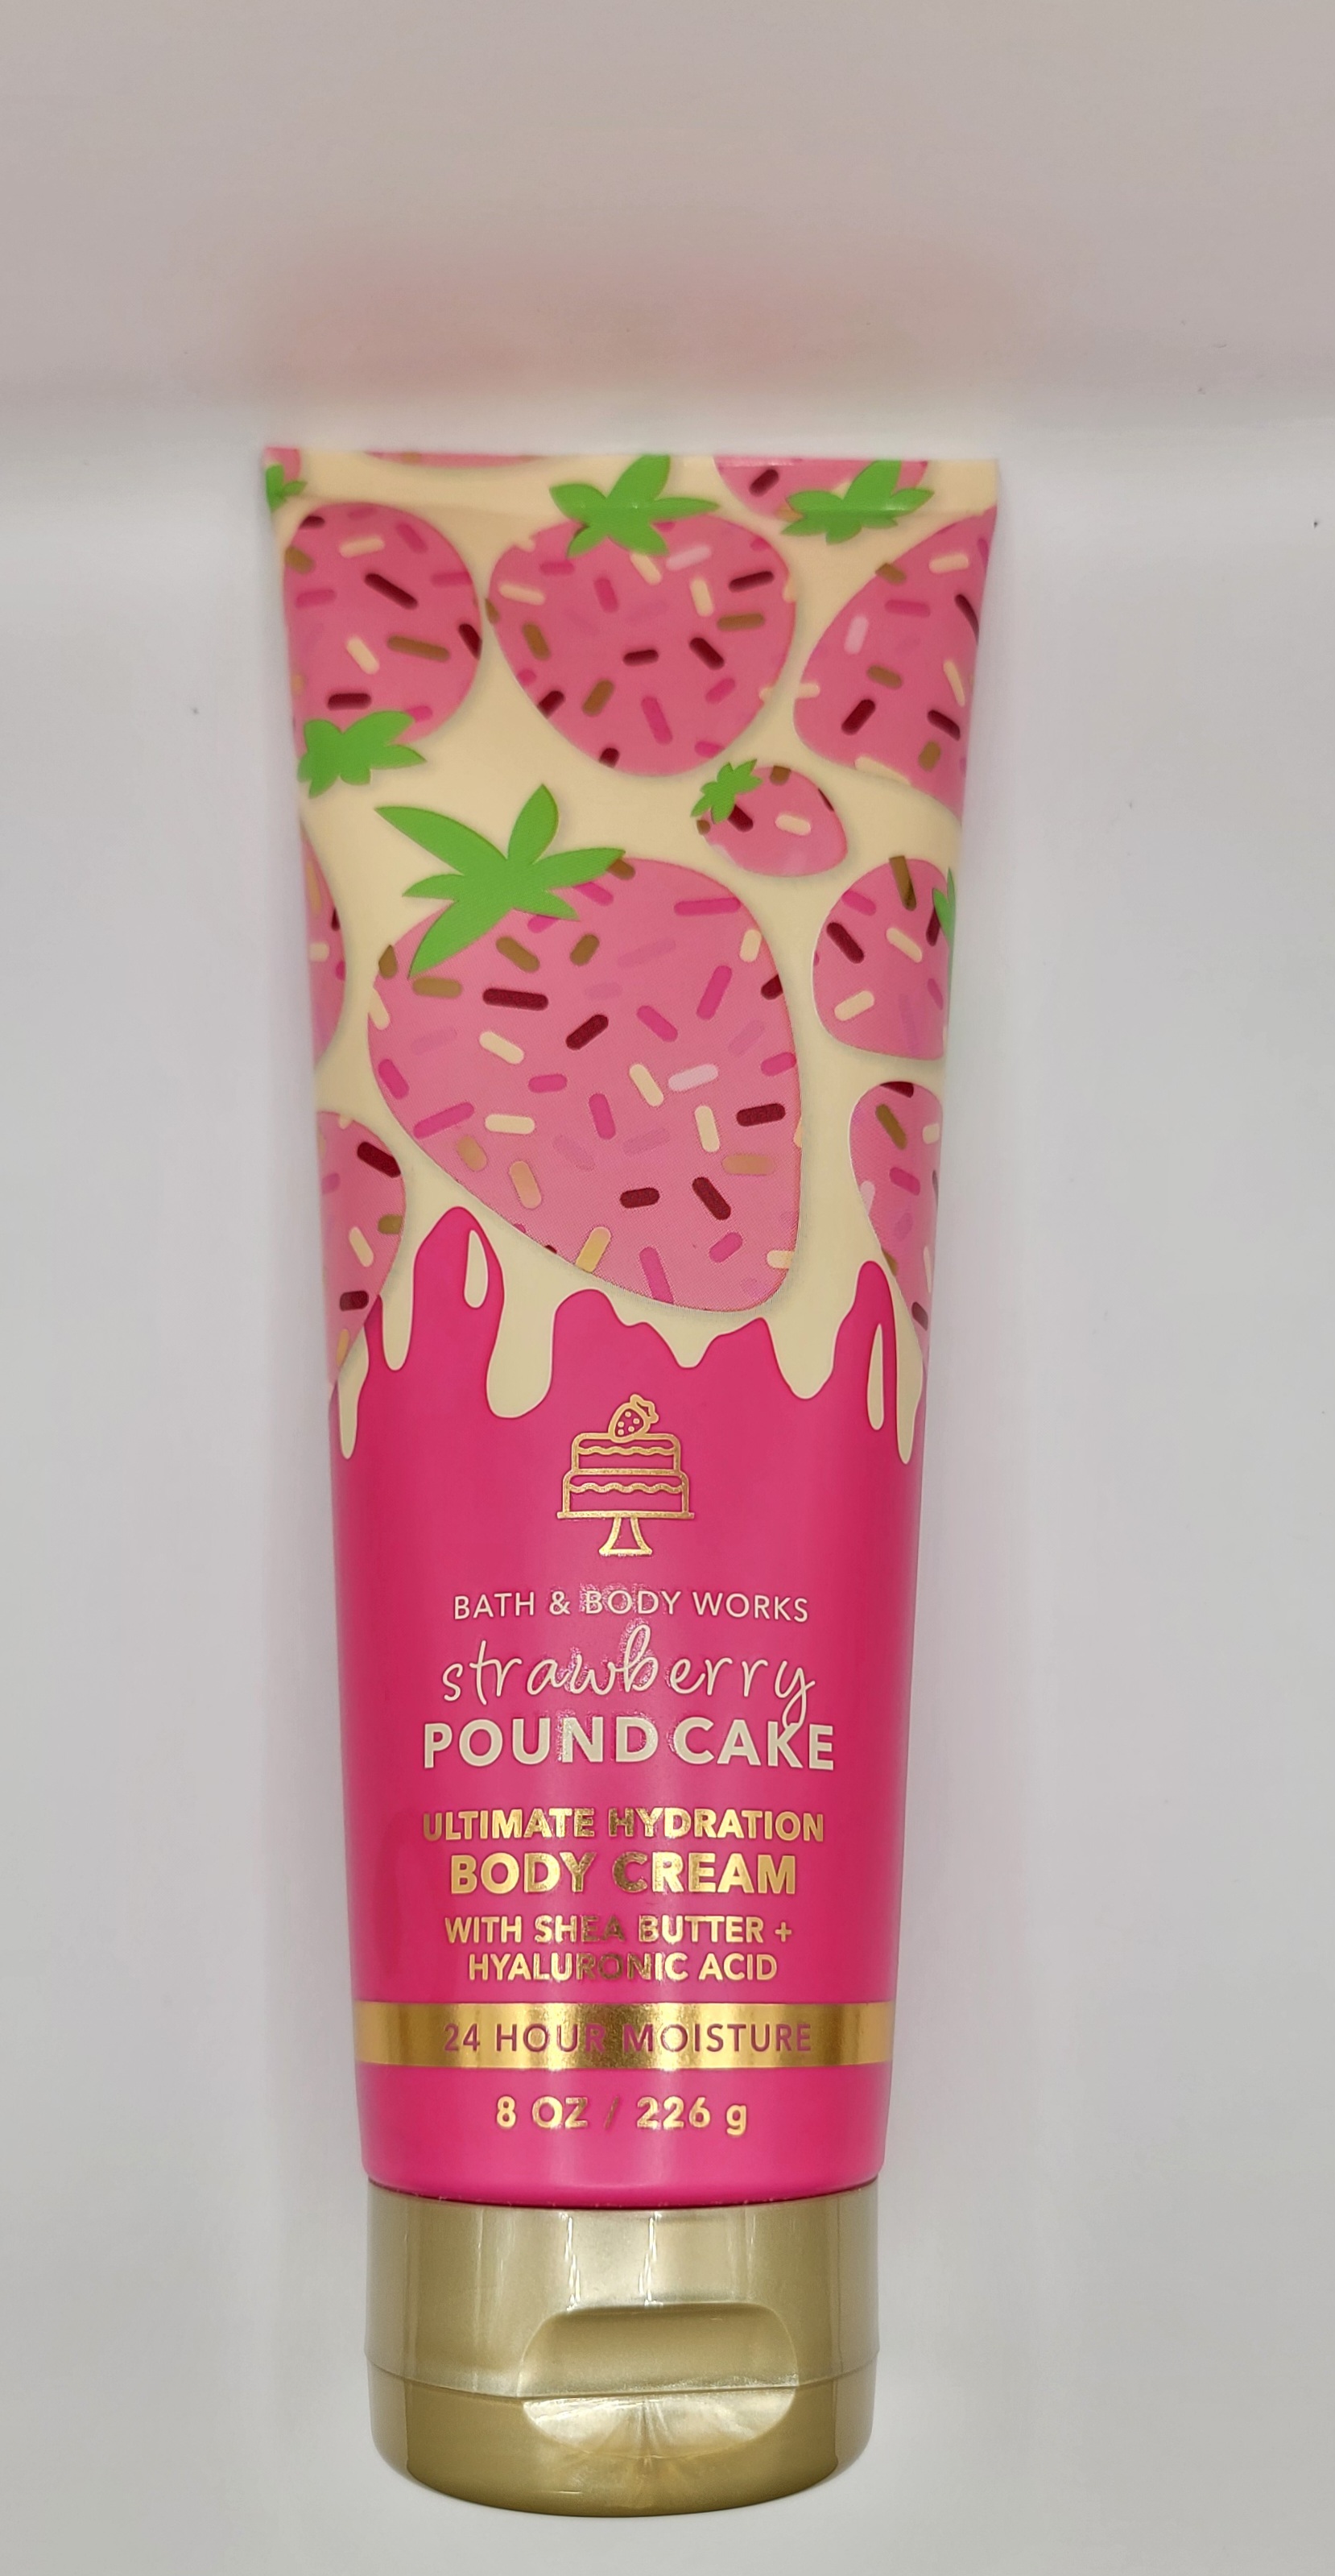 BATH & BODY WORKS
strawberry
POUND CAKE
ULTIMATE HYDRATION
BODY CREAM
WITH SHEA BUTTER +
HYALURONIC ACID
24 HOUR MOISTURE
8 OZ / 226 g